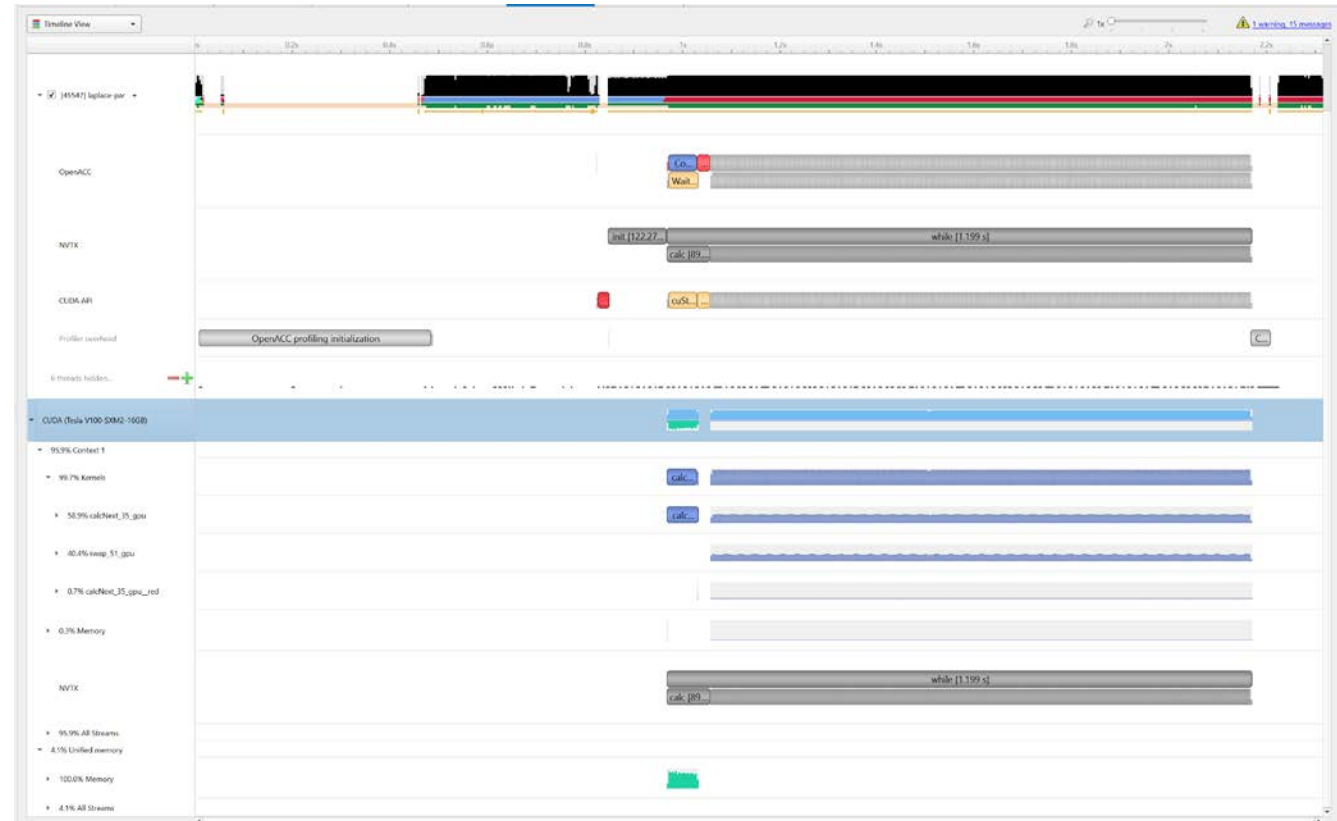 Timeline View
1x
1 warning, 15 messages
0,2s
0,4s
0,8s
1s
1,2s
1,4s
1,6s
1,8s
2s
2,2s
[45547] laplace-par
OpenACC
Co...
Wait...
NVTX
init [122,27...
while [1.199 s]
calc [89...
CUDA API
cuSt...
...
Profiler overhead
OpenACC profiling initialization
C...
6 threads hidden...
CUDA (Tesla V100-SXM2-16GB)
95.9% Context 1
99.7% Kernels
calc...
58.9% calcNext_35_gpu
calc...
40.4% swap_51_gpu
0.7% calcNext_35_gpu__red
0.3% Memory
NVTX
while [1.199 s]
calc [89...
95.9% All Streams
4.1% Unified memory
100.0% Memory
4.1% All Streams